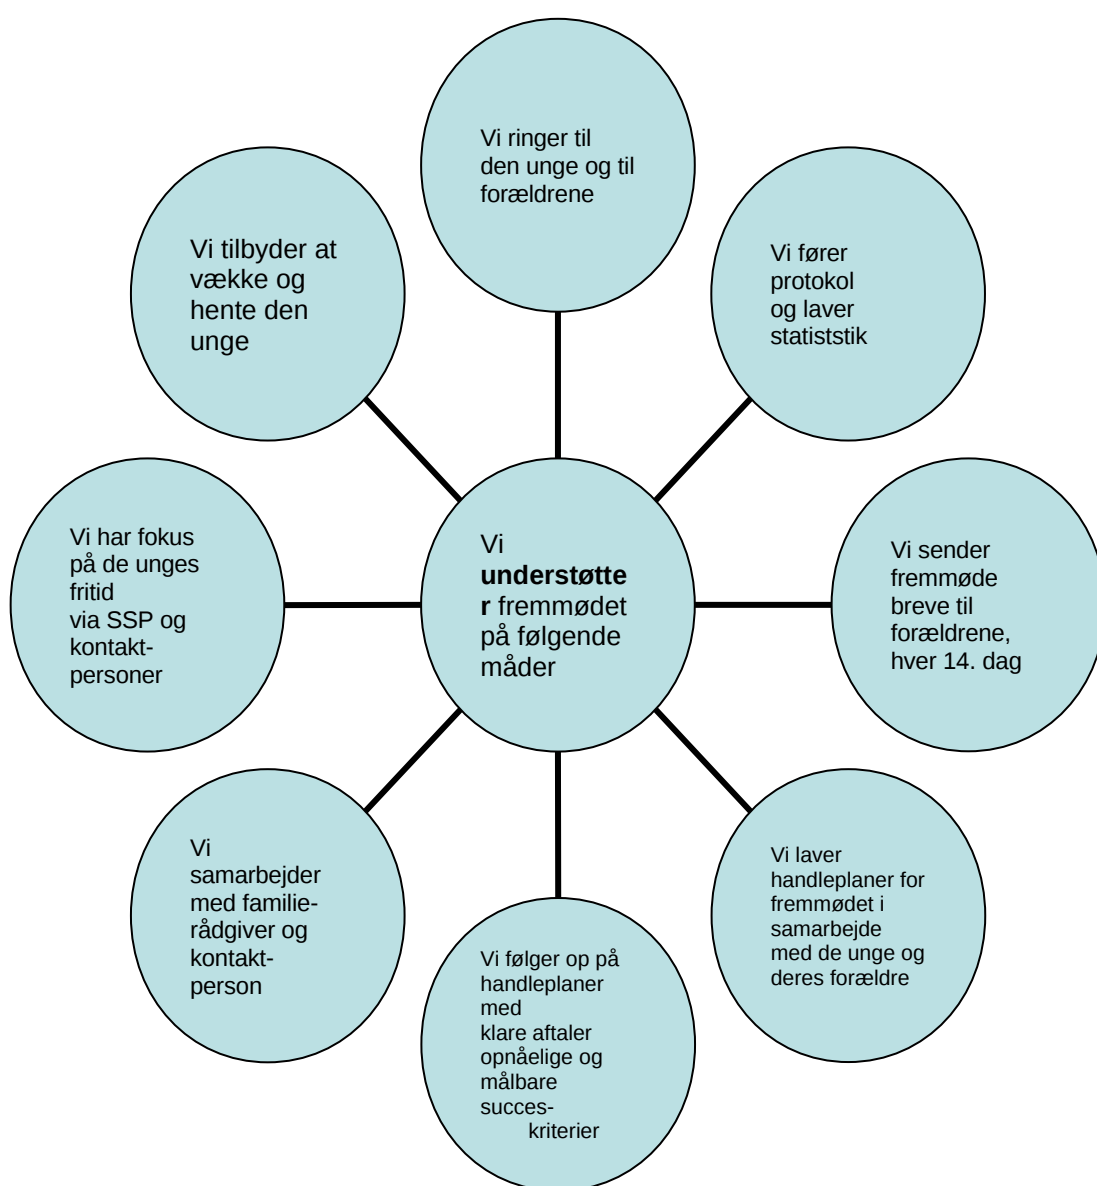 Vi ringer til
den unge og til
forældrene
Vi tilbyder at
vække og
hente den
unge
Vi fører
protokol
og laver
statiststik
Vi har fokus
på de unges
fritid
via SSP og
kontakt-
personer
Vi
understøtte
r fremmødet
på følgende
måder
Vi sender
fremmøde
breve til
forældrene,
hver 14. dag
Vi
samarbejder
med familie-
rådgiver og
kontakt-
person
Vi følger op på
handleplaner
med
klare aftaler
opnåelige og
målbare
succes-
kriterier
Vi laver
handleplaner for
fremmødet i
samarbejde
med de unge og
deres forældre